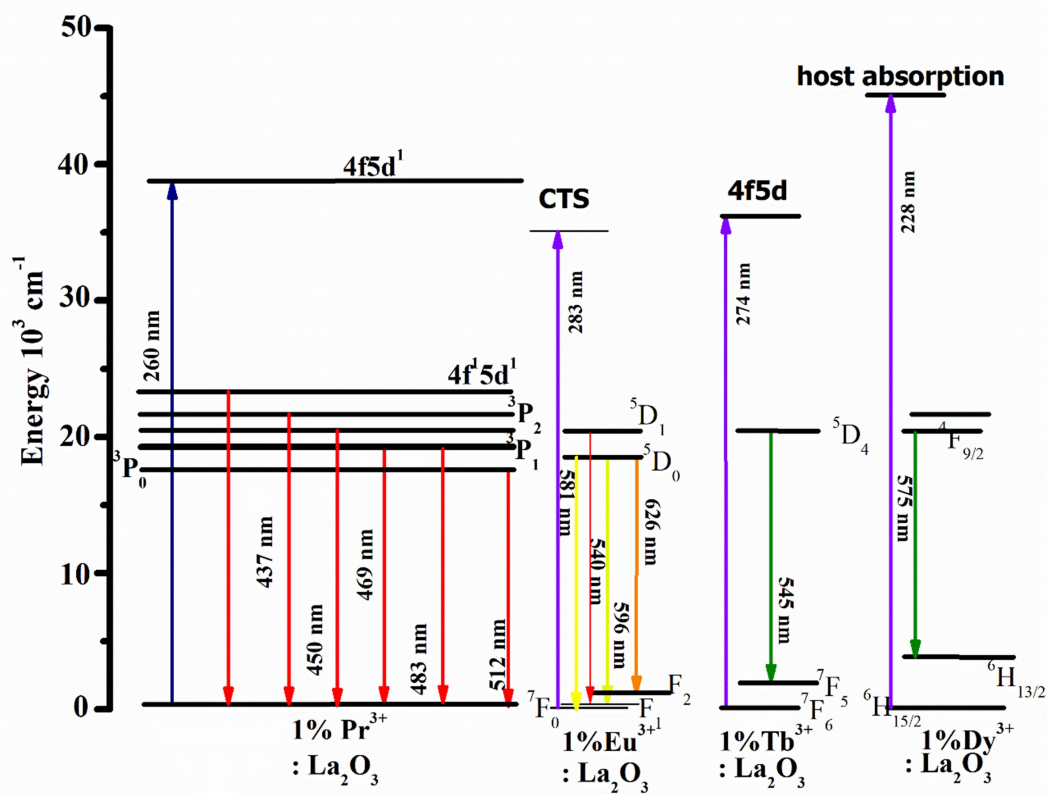 50
40
30
20
10
0
Energy 10³ cm⁻¹
4f5d¹
260 nm
4f¹5d¹
³P₂
³P₁
³P₀
437 nm
450 nm
469 nm
483 nm
512 nm
1% Pr³⁺
: La₂O₃
CTS
283 nm
⁵D₁
⁵D₀
581 nm
540 nm
596 nm
626 nm
F₂
⁷F₀
F₁
1%Eu³⁺
: La₂O₃
4f5d
274 nm
⁵D₄
545 nm
⁷F₅
⁷F₆
1%Tb³⁺
: La₂O₃
host absorption
228 nm
⁴F₉/₂
575 nm
⁶H₁₃/₂
⁶H₁₅/₂
1%Dy³⁺
: La₂O₃